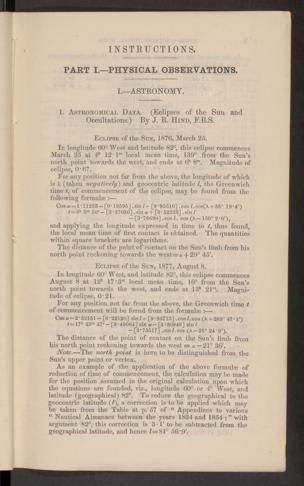 INSTRUCTIONS.
PART I.—PHYSICAL OBSERVATIONS.
I.—ASTRONOMY.
1. ASTRONOMICAL DATA. (Eclipses of the Sun and
Occultations) By J. R. HIND, F.R.S.
ECLIPSE OF THE SUN, 1876, March 25.
In longitude 60° West and latitude 82°, this eclipse commences
March 25 at 4h 12·1m local mean time, 139° from the Sun's
north point towards the west, and ends at 6h 8m. Magnitude of
eclipse, 0·67.
For any position not far from the above, the longitude of which
is λ (taken negatively) and geocentric latitude l, the Greenwich
time t, of commencement of the eclipse, may be found from the
following formulæ :—
and applying the longitude expressed in time to t, thus found,
the local mean time of first contact is obtained. The quantities
within square brackets are logarithms.
The distance of the point of contact on the Sun's limb from his
north point reckoning towards the west=
ECLIPSE OF THE SUN, 1877, August 8.
In longitude 60° West, and latitude 82°, this eclipse commences
August 8 at 12h 17·3m local mean time, 10° from the Sun's
north point towards the west, and ends at 13h 21m. Magni-
tude of eclipse, 0·21.
For any position not far from the above, the Greenwich time t
of commencement will be found from the formulæ :—
The distance of the point of contact on the Sun's limb from
his north point reckoning towards the west = ω − 21° 36′.
Note.—The north point is here to be distinguished from the
Sun's upper point or vertex.
As an example of the application of the above formulæ of
reduction of time of commencement, the calculation may be made
for the position assumed in the original calculation upon which
the equations are founded, viz., longitude 60° or 4h West, and
latitude (geographical) 82°. To reduce the geographical to the
geocentric latitude (l), a correction is to be applied which may
be taken from the Table at p. 57 of "Appendices to various
"Nautical Almanacs between the years 1834 and 1854;" with
argument 82°, this correction is 3·1′ to be subtracted from the
geographical latitude, and hence l=81° 56·9′.